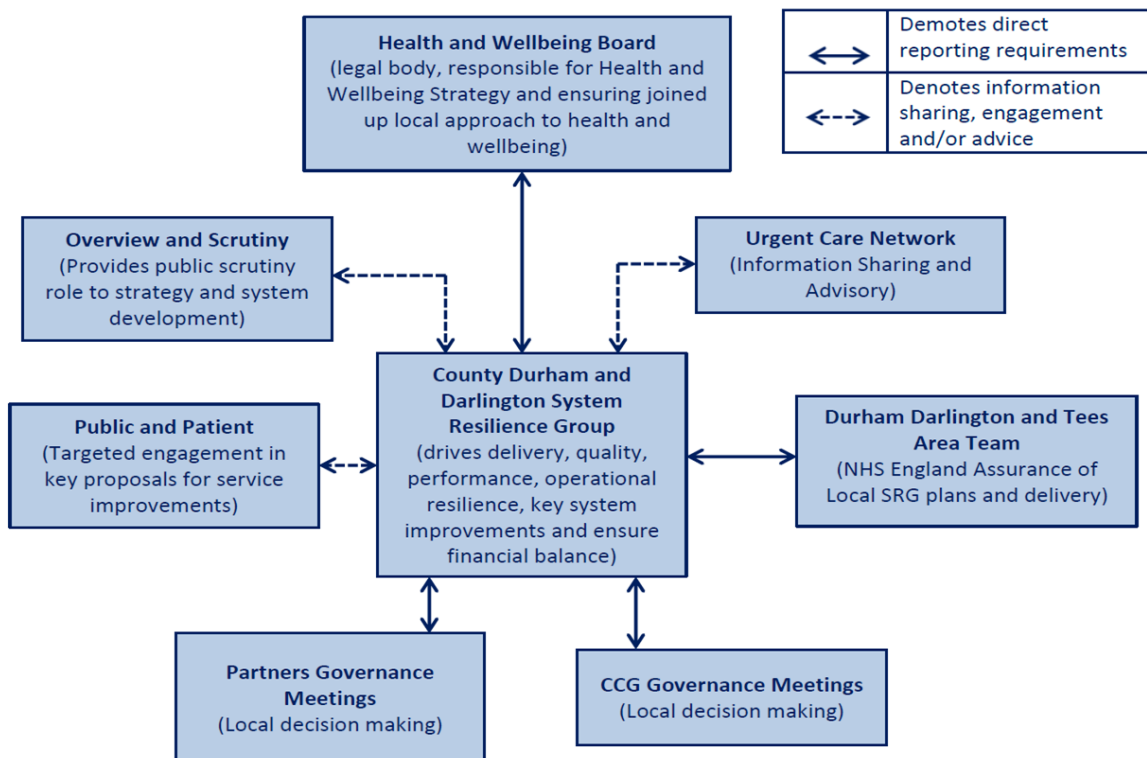 Health and Wellbeing Board
(legal body, responsible for Health and
Wellbeing Strategy and ensuring joined
up local approach to health and
wellbeing)
Demotes direct
reporting requirements
Denotes information
sharing, engagement
and/or advice
Overview and Scrutiny
(Provides public scrutiny
role to strategy and system
development)
Urgent Care Network
(Information Sharing and
Advisory)
County Durham and
Darlington System
Resilience Group
(drives delivery, quality,
performance, operational
resilience, key system
improvements and ensure
financial balance)
Public and Patient
(Targeted engagement in
key proposals for service
improvements)
Durham Darlington and Tees
Area Team
(NHS England Assurance of
Local SRG plans and delivery)
Partners Governance
Meetings
(Local decision making)
CCG Governance Meetings
(Local decision making)